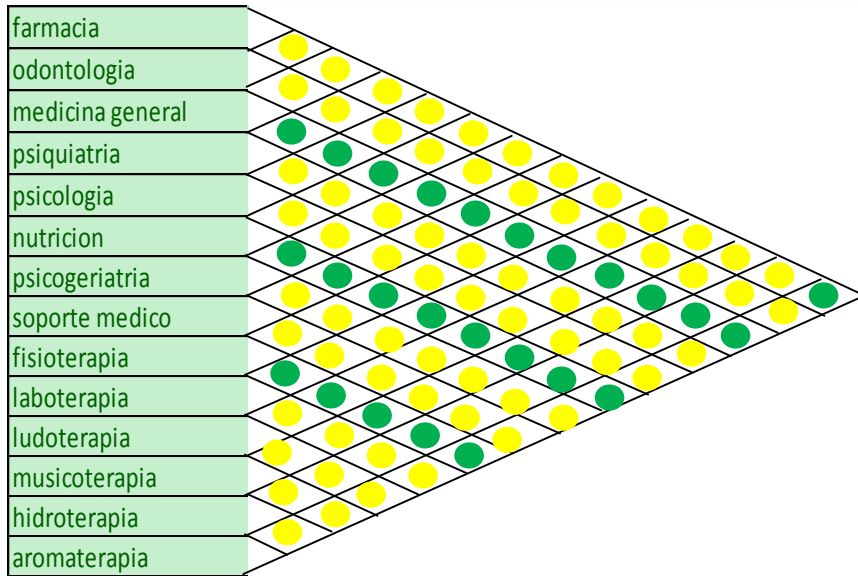 farmacia
odontologia
medicina general
psiquiatria
psicologia
nutricion
psicogeriatria
soporte medico
fisioterapia
laboterapia
ludoterapia
musicoterapia
hidroterapia
aromaterapia